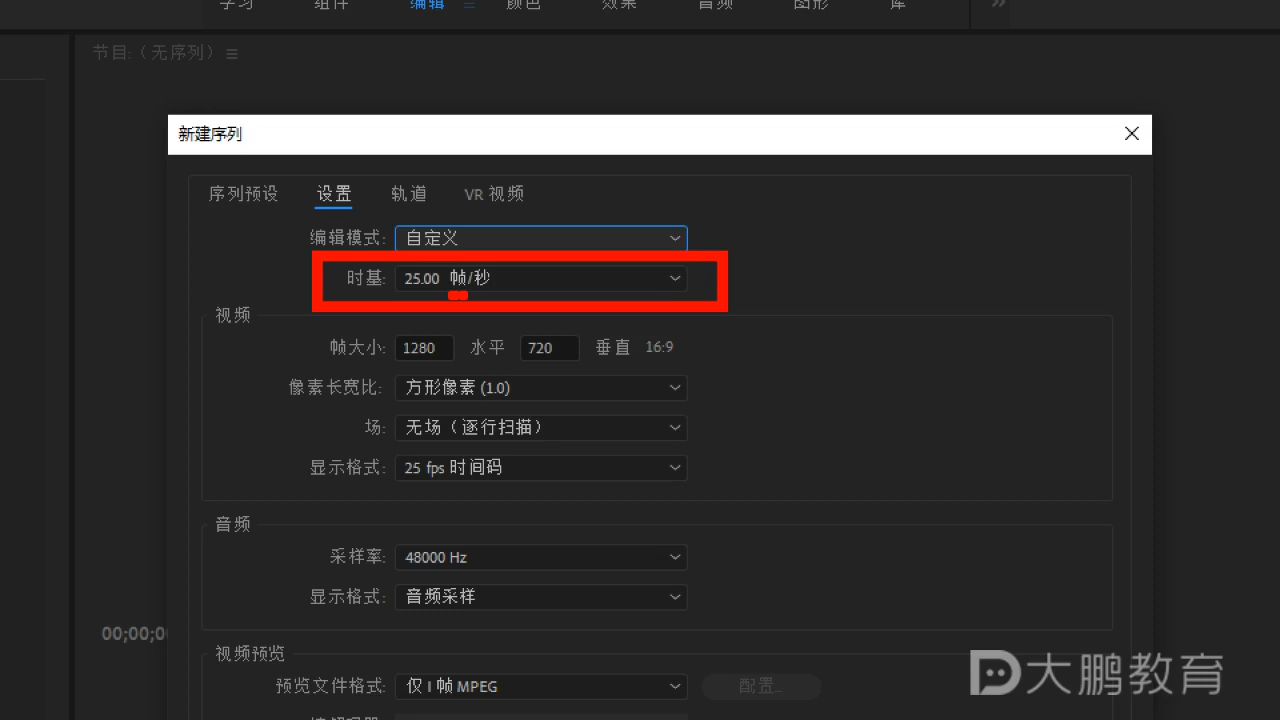 学习 组件 编辑 颜色 效果 音频 图形 库
节目:（无序列）
新建序列
序列预设 设置 轨道 VR 视频
编辑模式: 自定义
时基: 25.00 帧/秒
视频
帧大小: 1280 水平 720 垂直 16:9
像素长宽比: 方形像素 (1.0)
场: 无场（逐行扫描）
显示格式: 25 fps 时间码
音频
采样率: 48000 Hz
显示格式: 音频采样
00;00;0
视频预览
预览文件格式: 仅 I 帧 MPEG 配置...
大鹏教育